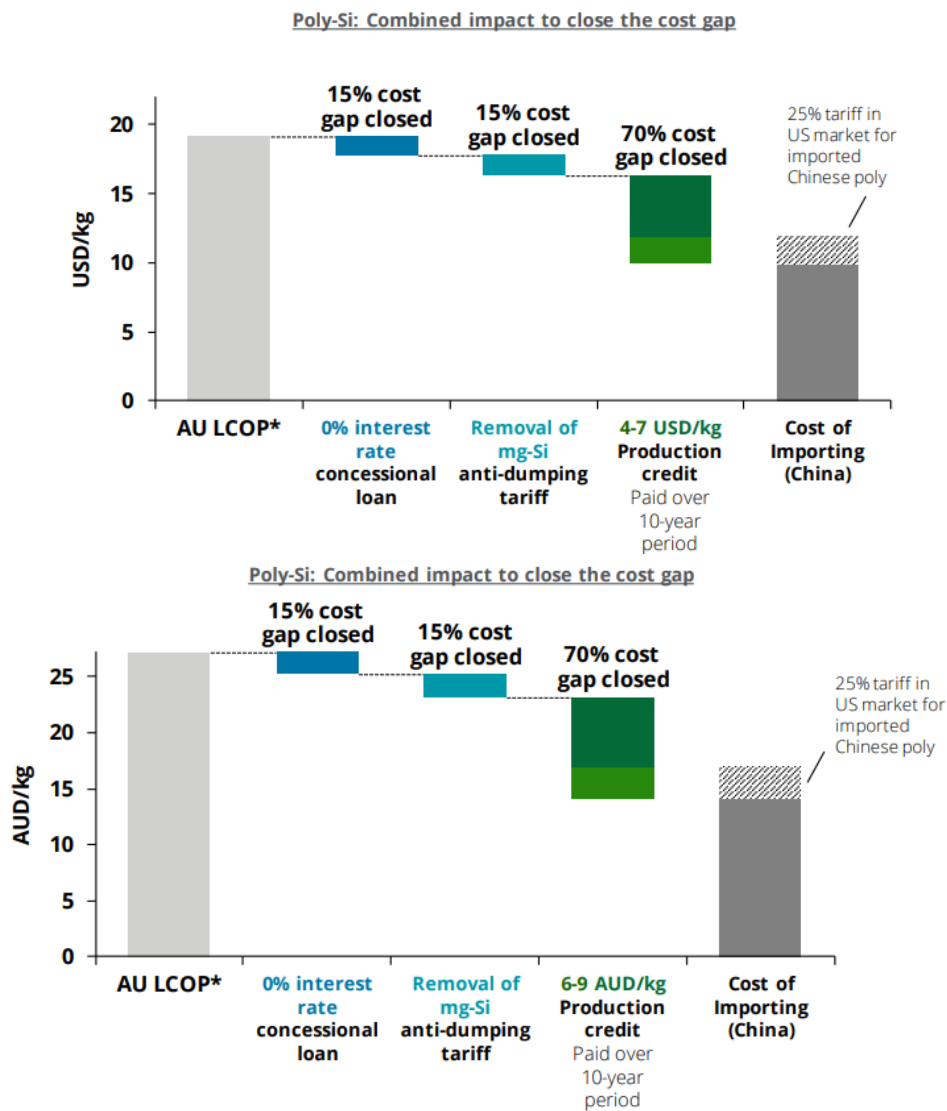 Poly-Si: Combined impact to close the cost gap
15% cost
gap closed
15% cost
gap closed
70% cost
gap closed
25% tariff in
US market for
imported
Chinese poly
USD/kg
20
15
10
5
0
AU LCOP*
0% interest
rate
concessional
loan
Removal of
mg-Si
anti-dumping
tariff
4-7 USD/kg
Production
credit
Paid over
10-year
period
Cost of
Importing
(China)
Poly-Si: Combined impact to close the cost gap
15% cost
gap closed
15% cost
gap closed
70% cost
gap closed
25% tariff in
US market for
imported
Chinese poly
AUD/kg
25
20
15
10
5
0
AU LCOP*
0% interest
rate
concessional
loan
Removal of
mg-Si
anti-dumping
tariff
6-9 AUD/kg
Production
credit
Paid over
10-year
period
Cost of
Importing
(China)